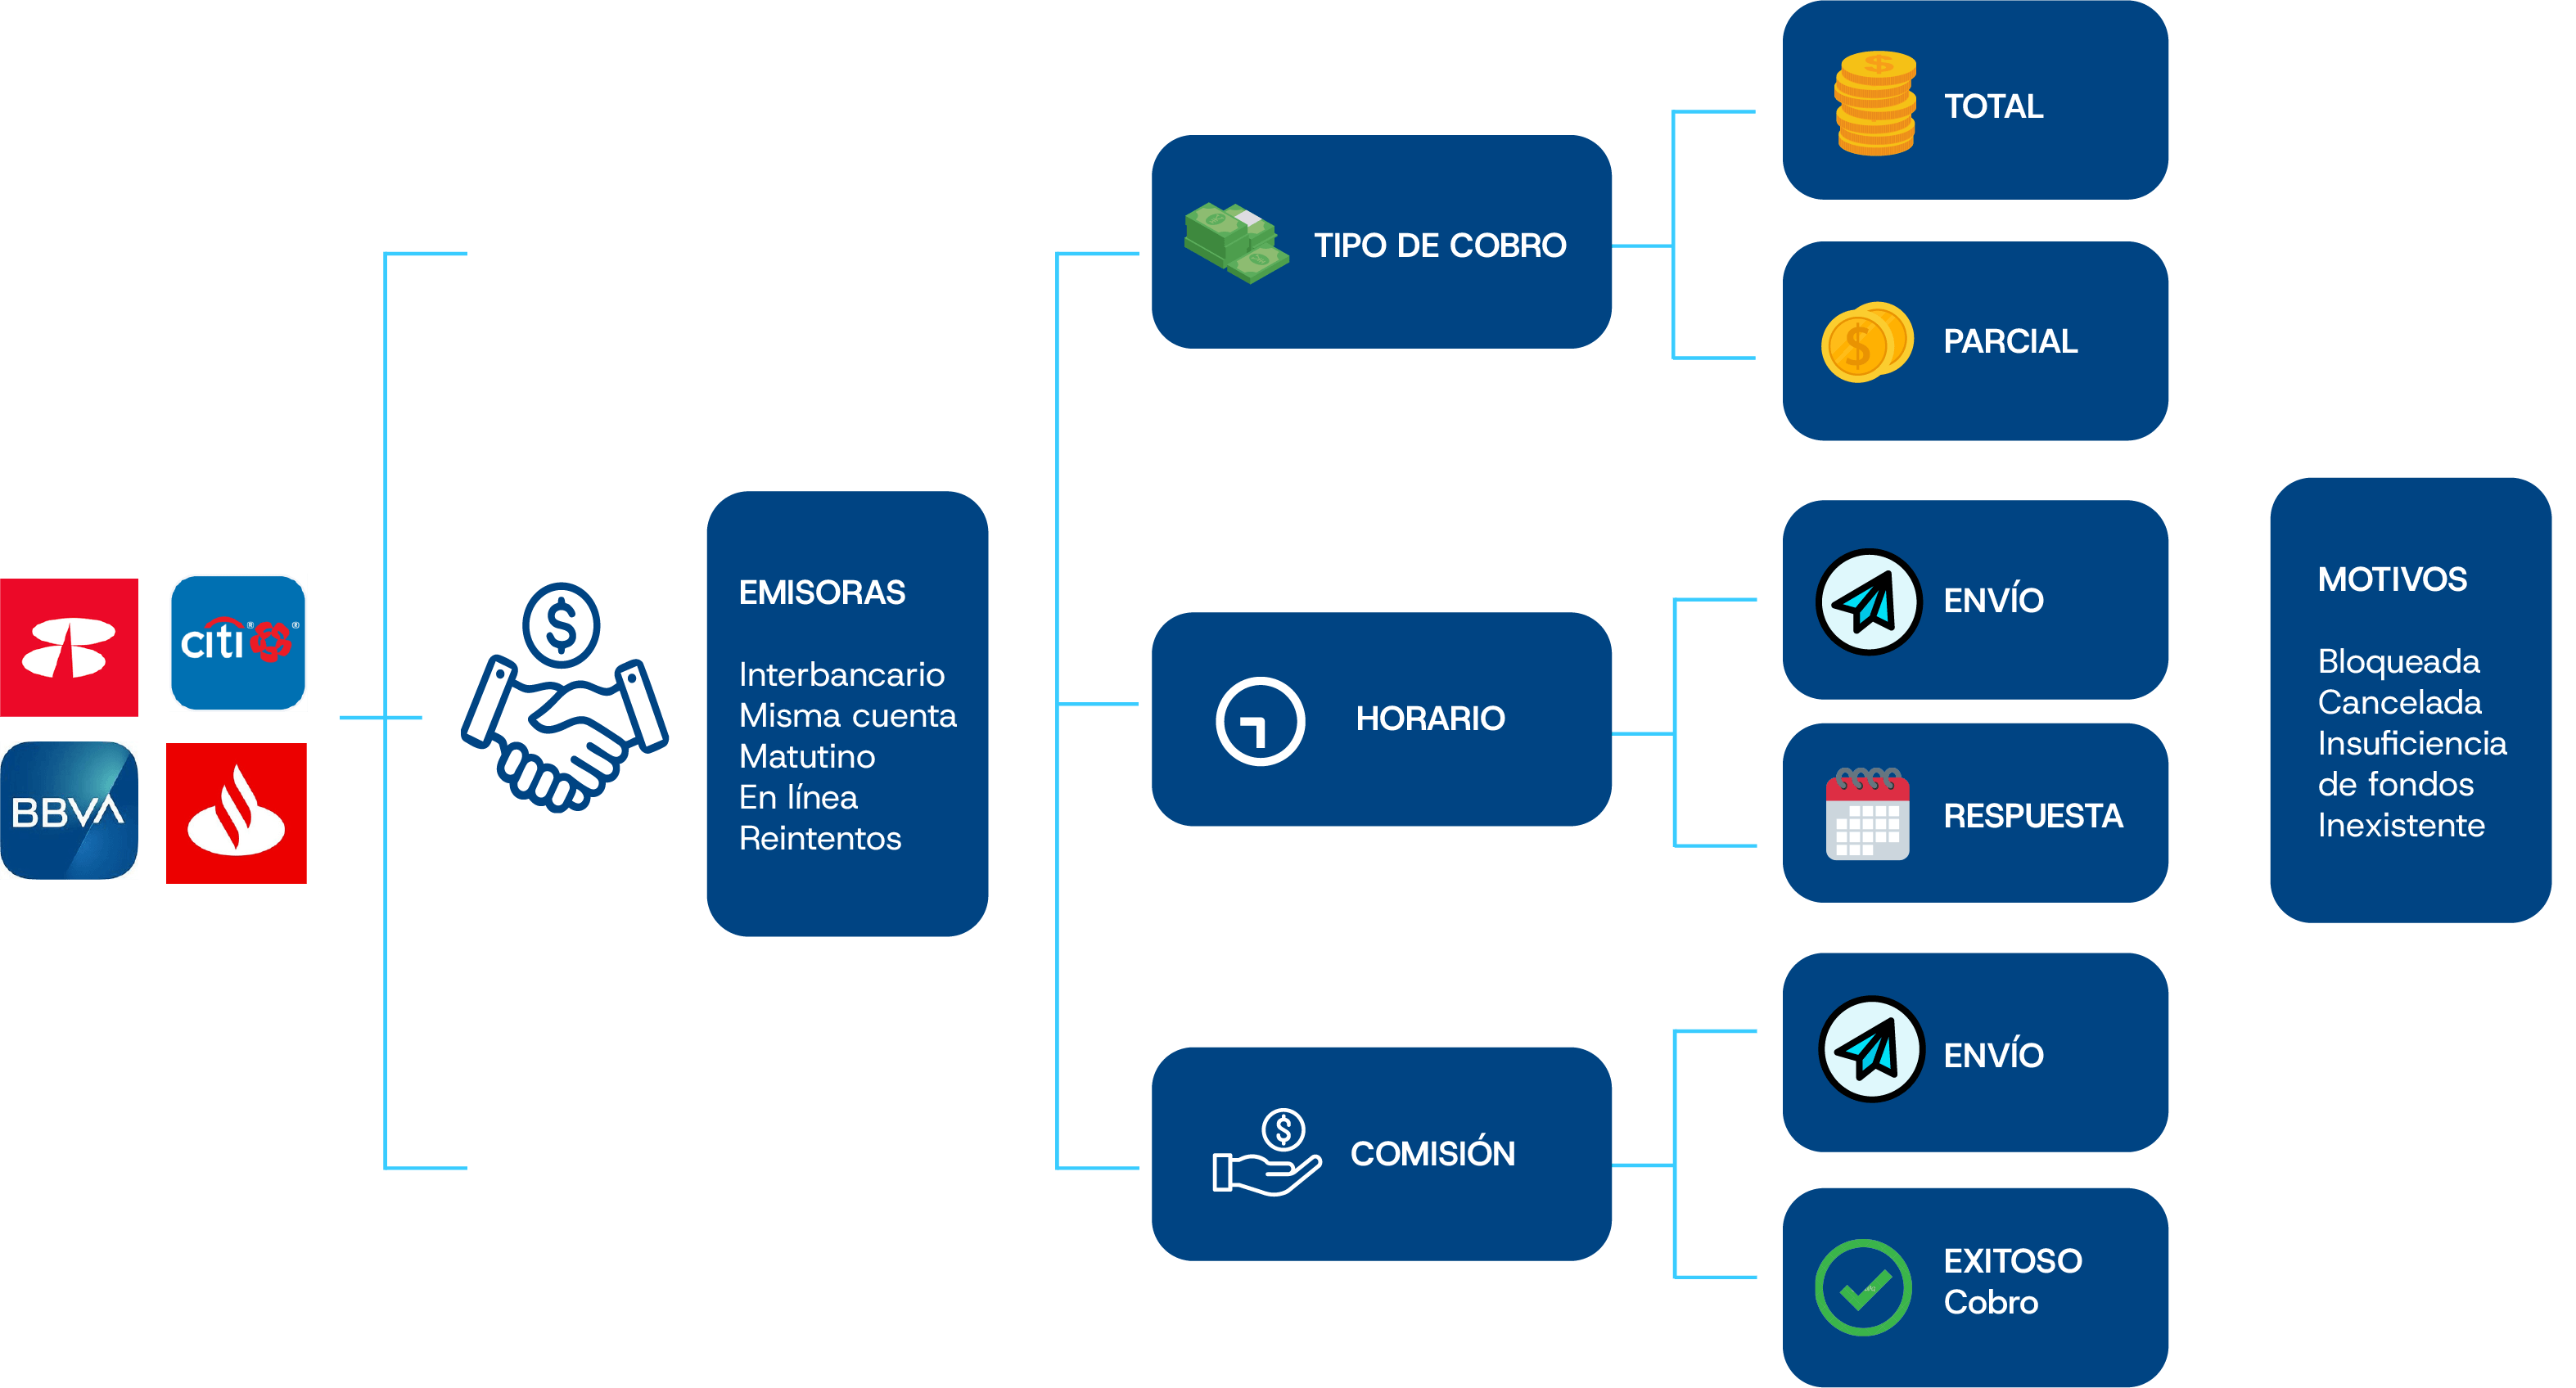 citi
BBVA
EMISORAS
Interbancario
Misma cuenta
Matutino
En línea
Reintentos
TIPO DE COBRO
TOTAL
PARCIAL
HORARIO
ENVÍO
RESPUESTA
COMISIÓN
ENVÍO
EXITOSO
Cobro
MOTIVOS
Bloqueada
Cancelada
Insuficiencia
de fondos
Inexistente